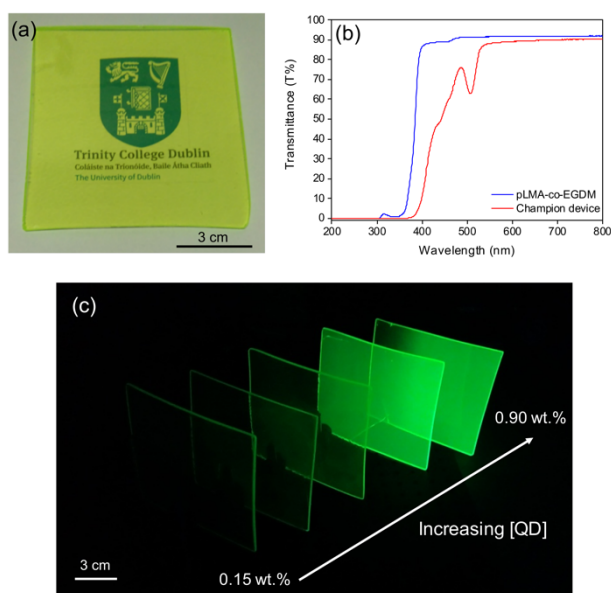 (a)
Trinity College Dublin
Coláiste na Tríonóide, Baile Átha Cliath
The University of Dublin
3 cm
(b)
Transmittance (T%)
100
90
80
70
60
50
40
30
20
10
0
200
300
400
500
600
700
800
Wavelength (nm)
pLMA-co-EGDM
Champion device
(c)
0.90 wt.%
Increasing [QD]
0.15 wt.%
3 cm